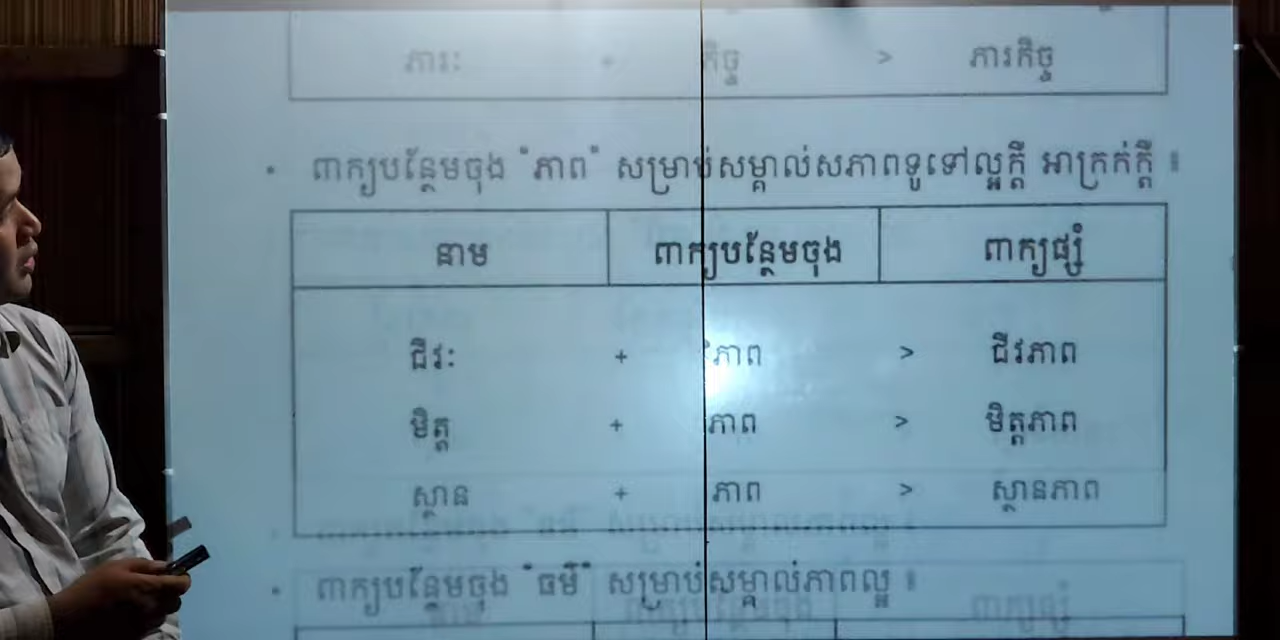 ភារៈ + កិច្ច > ភារកិច្ច
• ពាក្យបន្ថែមចុង "ភាព" សម្រាប់សម្គាល់សភាពទូទៅល្អក្តី អាក្រក់ក្តី ៖
នាម ពាក្យបន្ថែមចុង ពាក្យផ្សំ
ជីវៈ + ភាព > ជីវភាព
មិត្ត + ភាព > មិត្តភាព
ស្ថាន + ភាព > ស្ថានភាព
• ពាក្យបន្ថែមចុង "ធម៌" សម្រាប់សម្គាល់ភាពល្អ ៖